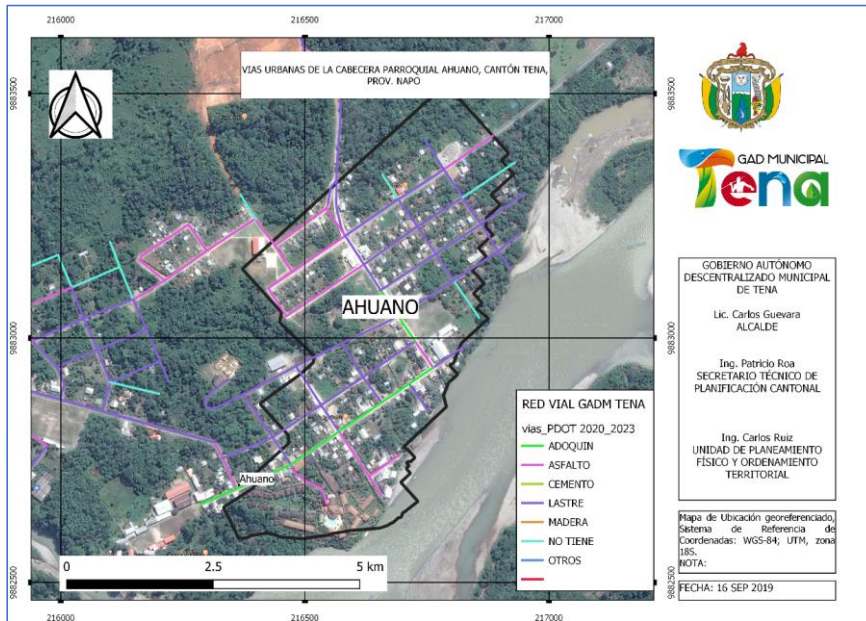 216000
216500
217000
VIAS URBANAS DE LA CABECERA PARROQUIAL AHUANO, CANTÓN TENA,
PROV. NAPO
9883500
9883500
GAD MUNICIPAL
Tena
AHUANO
9883000
9883000
GOBIERNO AUTÓNOMO
DESCENTRALIZADO MUNICIPAL
DE TENA
Lic. Carlos Guevara
ALCALDE
Ing. Patricio Roa
SECRETARIO TÉCNICO DE
PLANIFICACIÓN CANTONAL
Ing. Carlos Ruiz
UNIDAD DE PLANEAMIENTO
FÍSICO Y ORDENAMIENTO
TERRITORIAL
RED VIAL GADM TENA
vias_PDOT 2020_2023
ADOQUIN
ASFALTO
CEMENTO
LASTRE
MADERA
NO TIENE
OTROS
Ahuano
Mapa de Ubicación georeferenciado,
Sistema de Referencia de
Coordenadas: WGS-84; UTM, zona
18S.
NOTA:
0 2.5 5 km
FECHA: 16 SEP 2019
9882500
9882500
216000
216500
217000